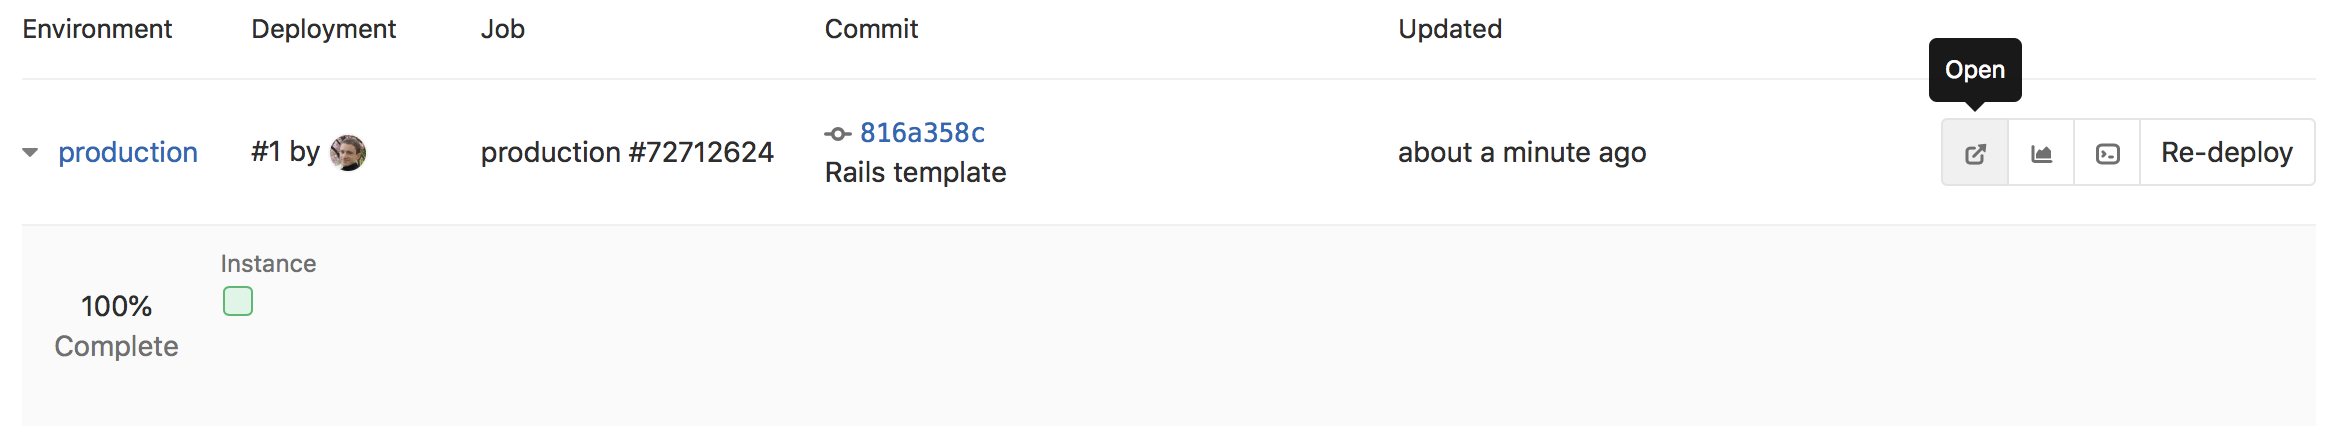 Environment Deployment Job Commit Updated
Open
production #1 by production #72712624 816a358c about a minute ago Re-deploy
Rails template
Instance
100%
Complete